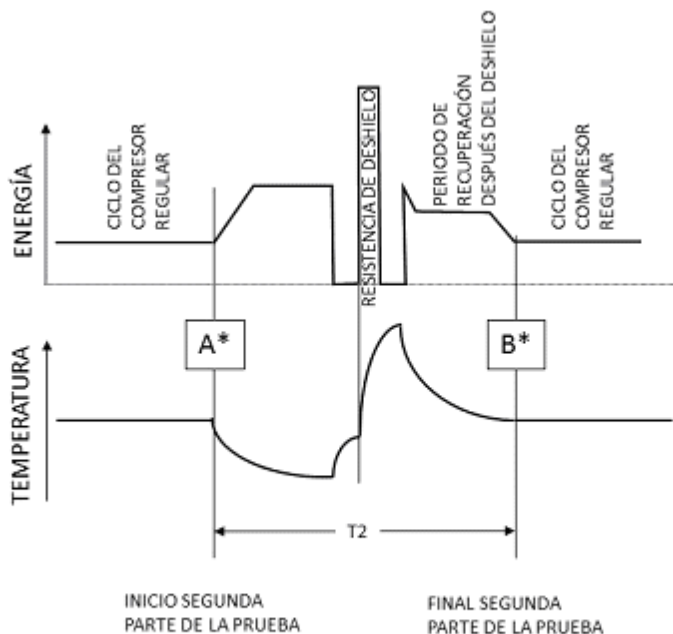 ENERGÍA
CICLO DEL
COMPRESOR
REGULAR
RESISTENCIA DE DESHIELO
PERIODO DE
RECUPERACIÓN
DESPUÉS DEL DESHIELO
CICLO DEL
COMPRESOR
REGULAR
A*
B*
TEMPERATURA
T2
INICIO SEGUNDA
PARTE DE LA PRUEBA
FINAL SEGUNDA
PARTE DE LA PRUEBA